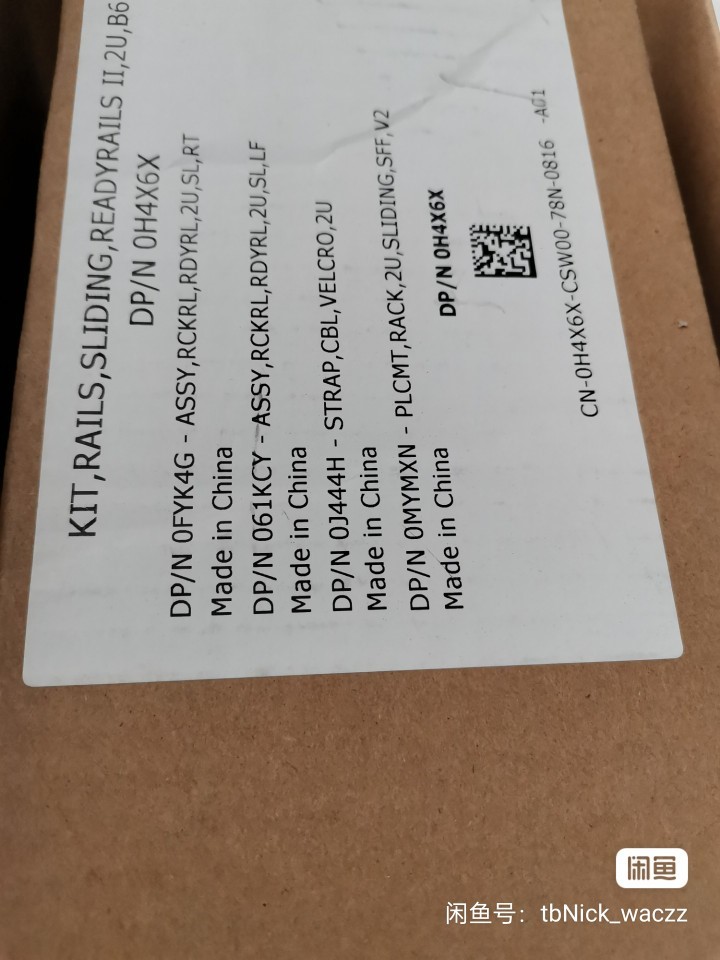 KIT,RAILS,SLIDING,READYRAILS II,2U,B6
DP/N 0H4X6X
DP/N 0FYK4G - ASSY,RCKRL,RDYRL,2U,SL,RT
Made in China
DP/N 061KCY - ASSY,RCKRL,RDYRL,2U,SL,LF
Made in China
DP/N 0J444H - STRAP,CBL,VELCRO,2U
Made in China
DP/N 0MYMXN - PLCMT,RACK,2U,SLIDING,SFF,V2
Made in China
DP/N 0H4X6X
CN-0H4X6X-CSW00-78N-0816 -A01
闲鱼
闲鱼号：tbNick_waczz